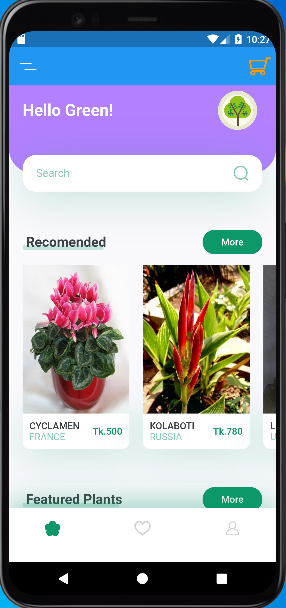 10:27
Hello Green!
Search
Recomended
More
CYCLAMEN
FRANCE
Tk.500
KOLABOTI
RUSSIA
Tk.780
L
U
Featured Plants
More